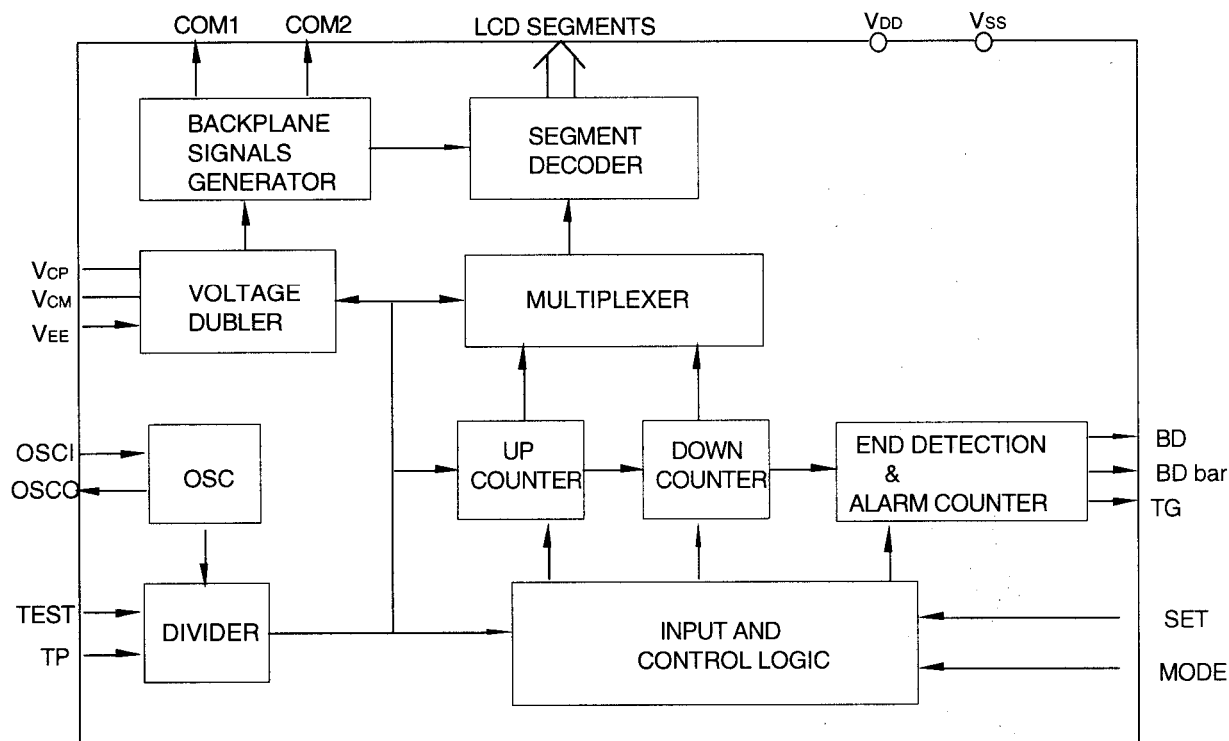 COM1 COM2 LCD SEGMENTS VDD VSS
BACKPLANE
SIGNALS
GENERATOR
SEGMENT
DECODER
VCP
VCM
VEE
VOLTAGE
DUBLER
MULTIPLEXER
OSCI
OSCO
OSC
UP
COUNTER
DOWN
COUNTER
END DETECTION
&
ALARM COUNTER
BD
BD bar
TG
TEST
TP
DIVIDER
INPUT AND
CONTROL LOGIC
SET
MODE